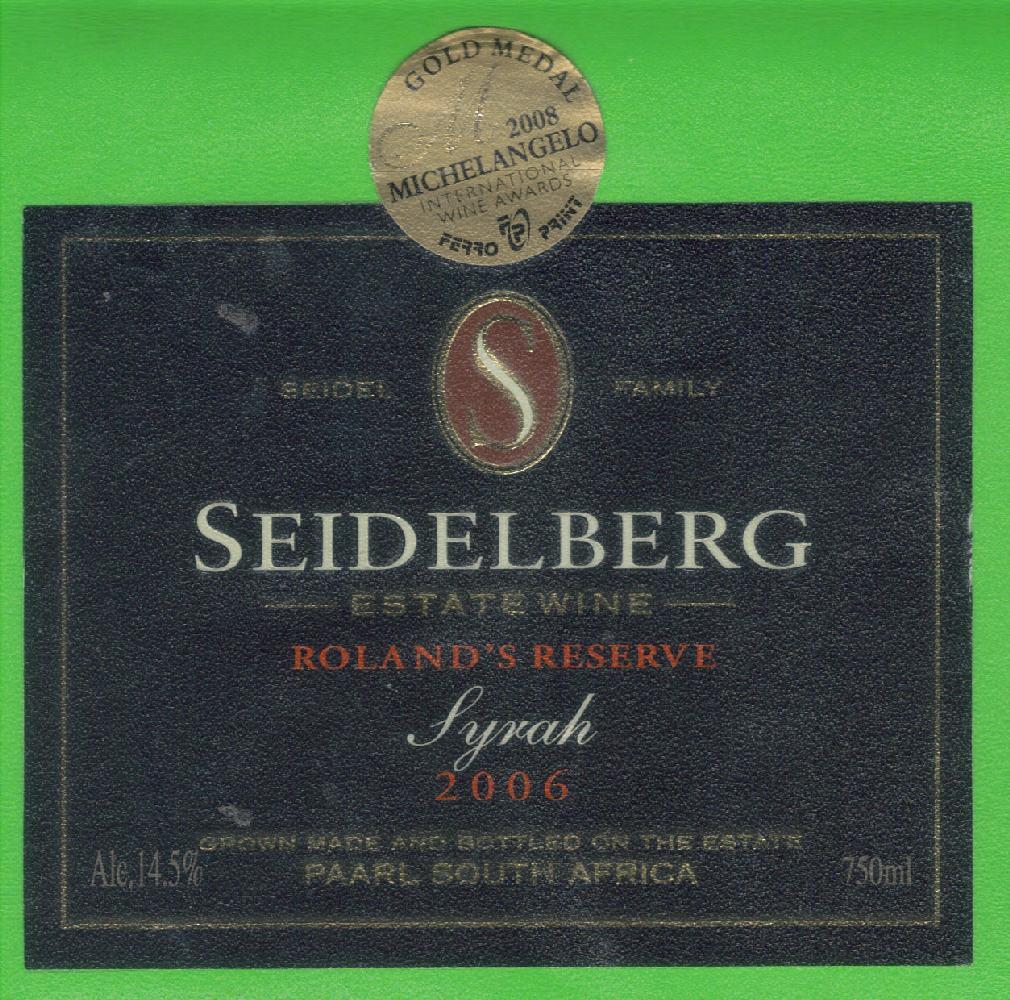 GOLD MEDAL
2008
MICHELANGELO
INTERNATIONAL
WINE AWARDS
FERRO PRINT
S
SEIDEL FAMILY
SEIDELBERG
ESTATE WINE
ROLAND'S RESERVE
Syrah
2006
GROWN MADE AND BOTTLED ON THE ESTATE
Alc,14.5% PAARL SOUTH AFRICA 750ml